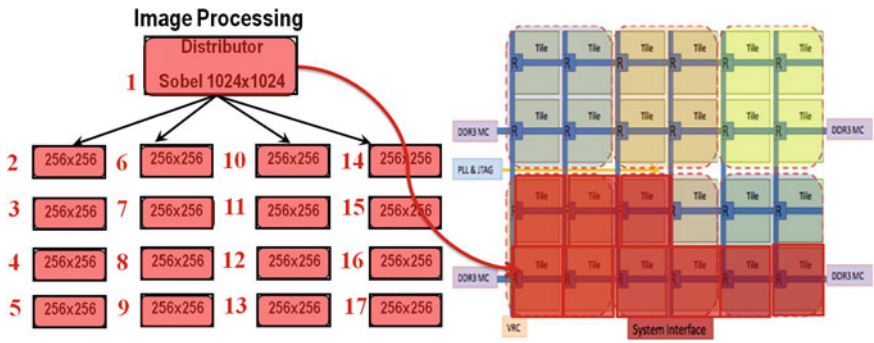 Image Processing
Distributor
1
Sobel 1024x1024
2 256x256 6 256x256 10 256x256 14 256x256
3 256x256 7 256x256 11 256x256 15 256x256
4 256x256 8 256x256 12 256x256 16 256x256
5 256x256 9 256x256 13 256x256 17 256x256
Tile Tile Tile Tile Tile Tile
R R R R R R
Tile Tile Tile Tile Tile Tile
DDR3 MC R R R R R R DDR3 MC
PLL & JTAG
Tile Tile Tile Tile Tile Tile
R R R R R R
Tile Tile Tile Tile Tile Tile
DDR3 MC R R R R R R DDR3 MC
VRC System Interface